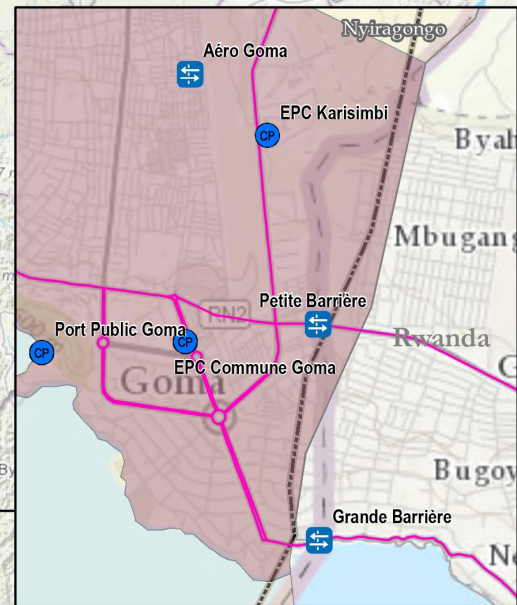 Nyiragongo
Aéro Goma
EPC Karisimbi
CP
Byah
Mbugang
Petite Barrière
RN2
Port Public Goma
CP
CP
Rwanda
EPC Commune Goma
Goma
G
Bugoy
Grande Barrière
By